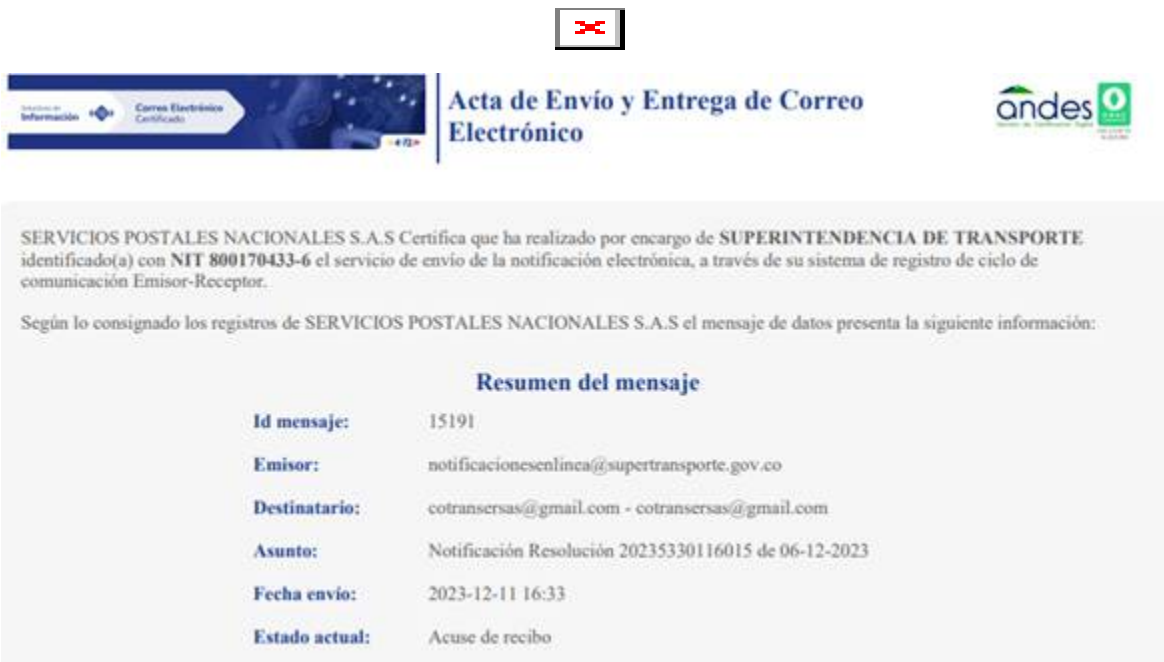 Información
Correo Electrónico
Certificado
4-72
Acta de Envío y Entrega de Correo
Electrónico
andes
SERVICIOS POSTALES NACIONALES S.A.S Certifica que ha realizado por encargo de SUPERINTENDENCIA DE TRANSPORTE
identificado(a) con NIT 800170433-6 el servicio de envío de la notificación electrónica, a través de su sistema de registro de ciclo de
comunicación Emisor-Receptor.
Según lo consignado los registros de SERVICIOS POSTALES NACIONALES S.A.S el mensaje de datos presenta la siguiente información:
Resumen del mensaje
Id mensaje: 15191
Emisor: notificacionesenlinea@supertransporte.gov.co
Destinatario: cotransersas@gmail.com - cotransersas@gmail.com
Asunto: Notificación Resolución 20235330116015 de 06-12-2023
Fecha envío: 2023-12-11 16:33
Estado actual: Acuse de recibo